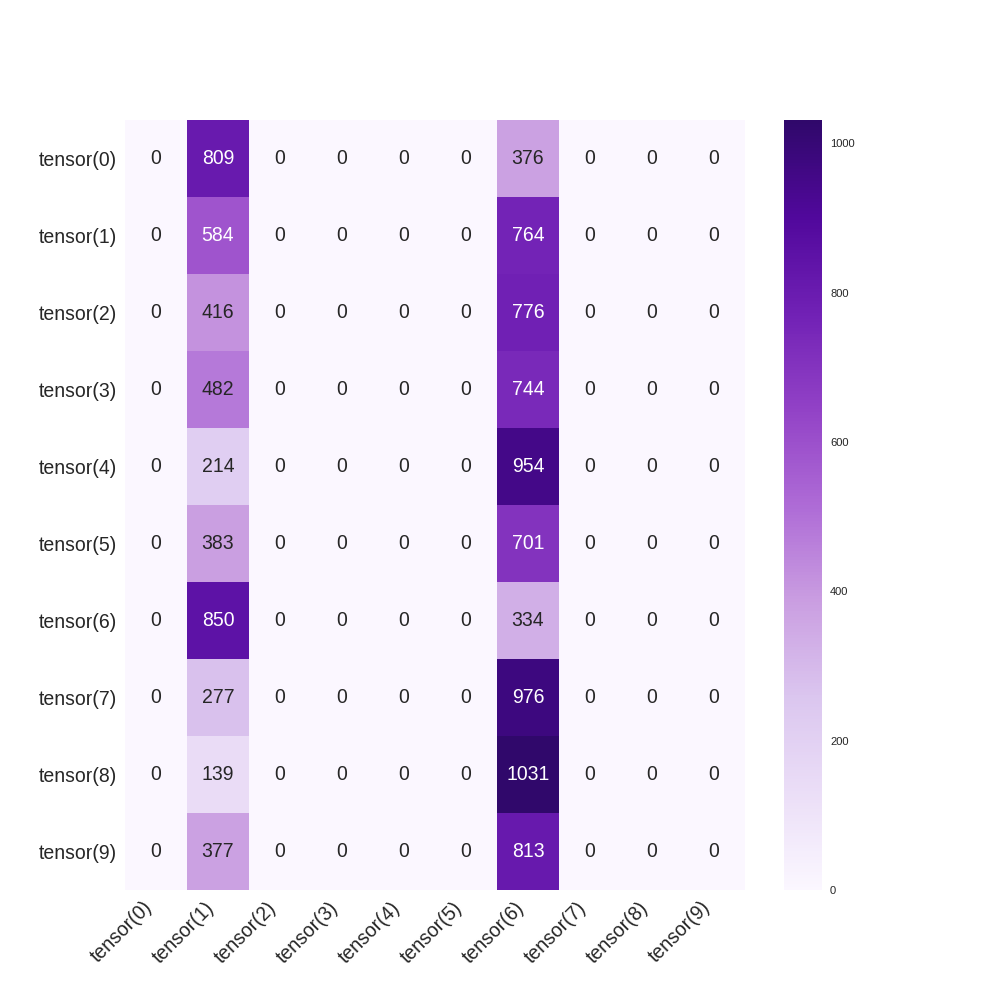 tensor(0) 0 809 0 0 0 0 376 0 0 0
tensor(1) 0 584 0 0 0 0 764 0 0 0
tensor(2) 0 416 0 0 0 0 776 0 0 0
tensor(3) 0 482 0 0 0 0 744 0 0 0
tensor(4) 0 214 0 0 0 0 954 0 0 0
tensor(5) 0 383 0 0 0 0 701 0 0 0
tensor(6) 0 850 0 0 0 0 334 0 0 0
tensor(7) 0 277 0 0 0 0 976 0 0 0
tensor(8) 0 139 0 0 0 0 1031 0 0 0
tensor(9) 0 377 0 0 0 0 813 0 0 0
tensor(0) tensor(1) tensor(2) tensor(3) tensor(4) tensor(5) tensor(6) tensor(7) tensor(8) tensor(9)
1000
800
600
400
200
0